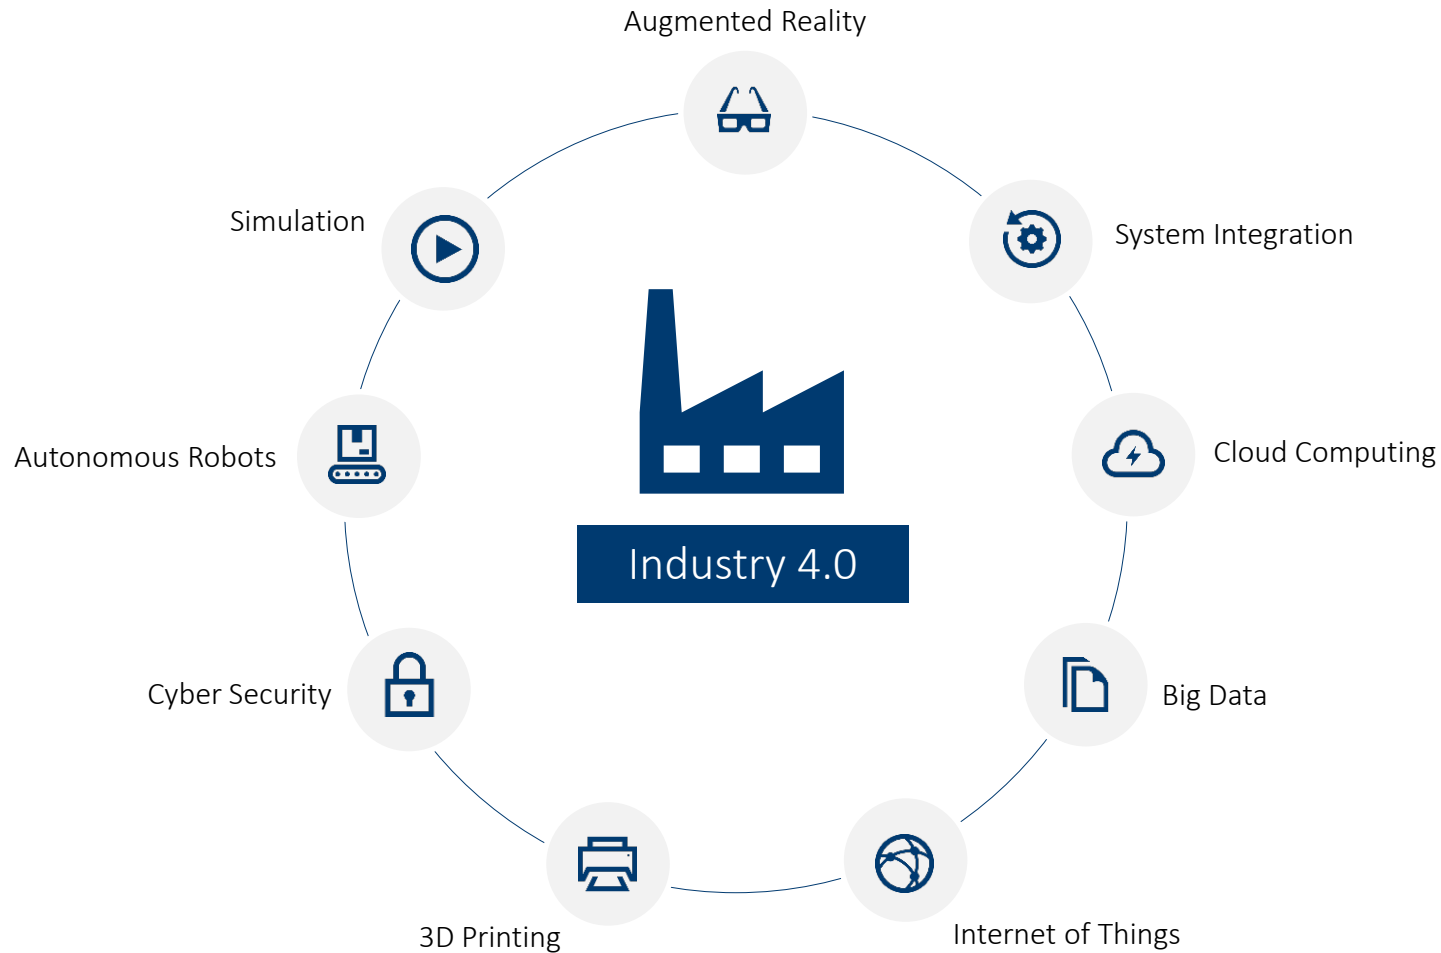 Augmented Reality
Simulation
System Integration
Autonomous Robots
Cloud Computing
Industry 4.0
Cyber Security
Big Data
3D Printing
Internet of Things